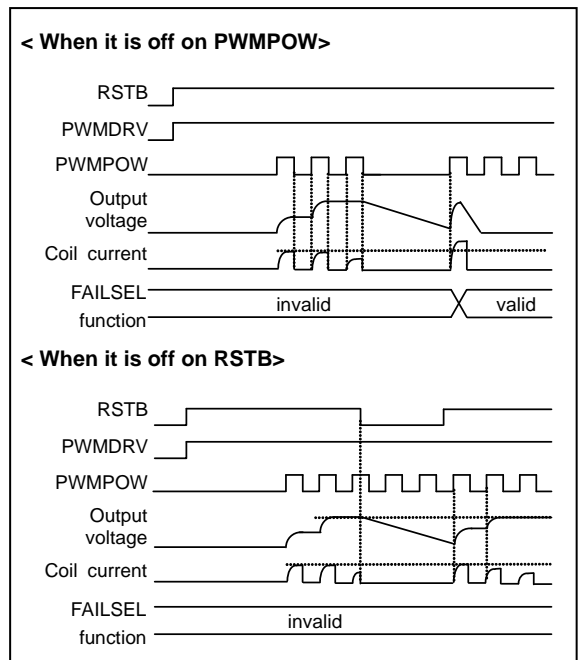 < When it is off on PWMPOW>
RSTB
PWMDRV
PWMPOW
Output
voltage
Coil current
FAILSEL
function
invalid
valid
< When it is off on RSTB>
RSTB
PWMDRV
PWMPOW
Output
voltage
Coil current
FAILSEL
function
invalid